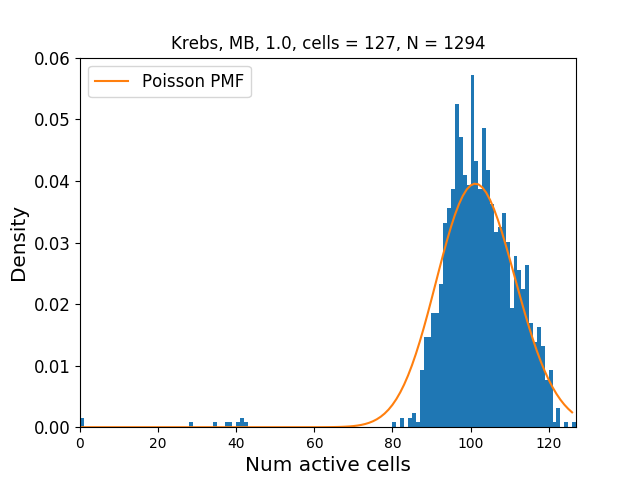 Krebs, MB, 1.0, cells = 127, N = 1294
Poisson PMF
Density
0.06
0.05
0.04
0.03
0.02
0.01
0.00
0 20 40 60 80 100 120
Num active cells